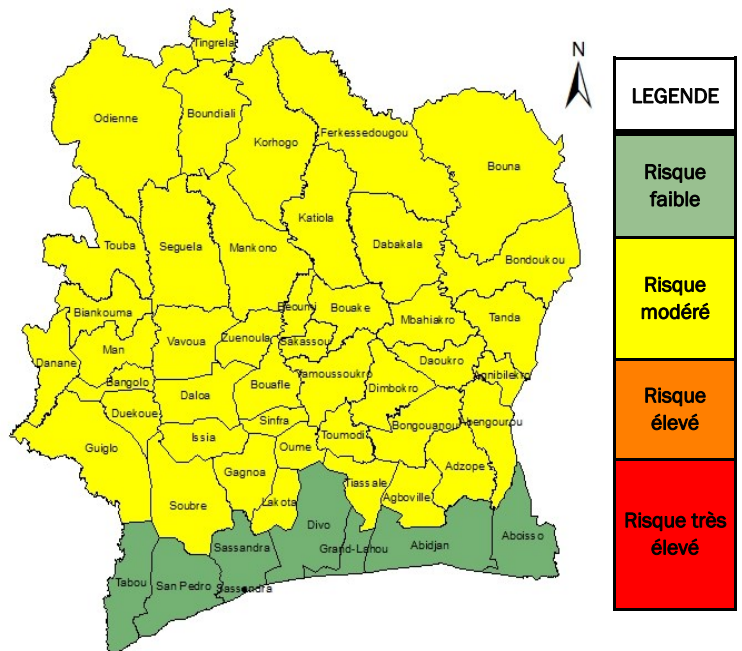 Tingrela
N
LEGENDE
Odienne
Boundiali
Korhogo
Ferkessedougou
Bouna
Risque
faible
Katiola
Touba
Seguela
Mankono
Dabakala
Bondoukou
Risque
modéré
Biankouma
Beoumi
Bouake
Mbahiakro
Tanda
Danane
Man
Vavoua
Zuenoula
Sakassou
Daoukro
Agnibilekro
Bangolo
Daloa
Bouafle
Yamoussoukro
Dimbokro
Risque
élevé
Duekoue
Sinfra
Bongouanou
Abengourou
Guiglo
Issia
Oume
Toumodi
Gagnoa
Adzope
Soubre
Lakota
Tiassale
Agboville
Risque très
élevé
Divo
Aboisso
Sassandra
Grand-Lahou
Abidjan
Tabou
San Pedro
Sassandra